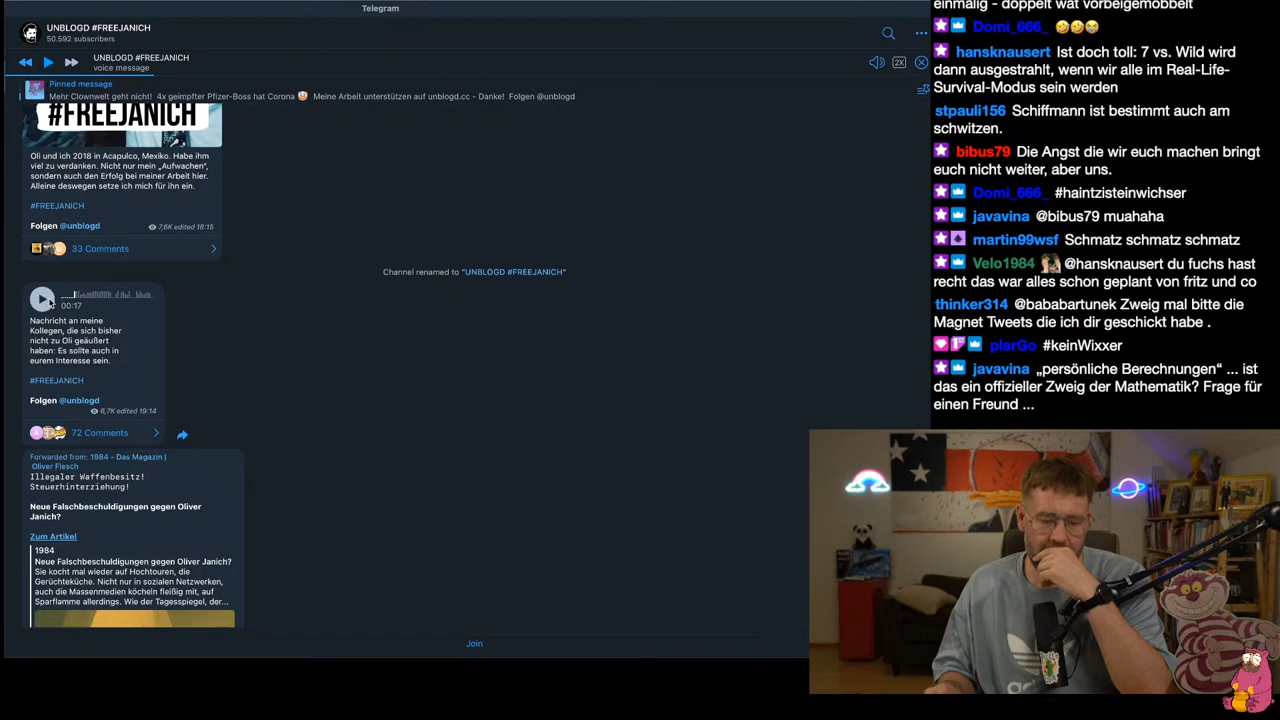 Telegram
UNBLOGD #FREEJANICH
50.592 subscribers
UNBLOGD #FREEJANICH
voice message
2X
Pinned message
Mehr Clownwelt geht nicht! 4x geimpfter Pfizer-Boss hat Corona 🤡 Meine Arbeit unterstützen auf unblogd.cc - Danke! Folgen @unblogd
#FREEJANICH
Oli und ich 2018 in Acapulco, Mexiko. Habe ihm
viel zu verdanken. Nicht nur mein „Aufwachen",
sondern auch den Erfolg bei meiner Arbeit hier.
Alleine deswegen setze ich mich für ihn ein.
#FREEJANICH
Folgen @unblogd
7,6K edited 18:15
33 Comments
Channel renamed to "UNBLOGD #FREEJANICH"
00:17
Nachricht an meine
Kollegen, die sich bisher
nicht zu Oli geäußert
haben: Es sollte auch in
eurem Interesse sein.
#FREEJANICH
Folgen @unblogd
6,7K edited 19:14
72 Comments
Forwarded from: 1984 - Das Magazin |
Oliver Flesch
Illegaler Waffenbesitz!
Steuerhinterziehung!
Neue Falschbeschuldigungen gegen Oliver
Janich?
Zum Artikel
1984
Neue Falschbeschuldigungen gegen Oliver Janich?
Sie kocht mal wieder auf Hochtouren, die
Gerüchteküche. Nicht nur in sozialen Netzwerken,
auch die Massenmedien köcheln fleißig mit, auf
Sparflamme allerdings. Wie der Tagesspiegel, der...
Join
einmalig - doppelt wat vorbeigemobbelt
Domi_666_ 🤣🤣😭
hansknausert Ist doch toll: 7 vs. Wild wird
dann ausgestrahlt, wenn wir alle im Real-Life-
Survival-Modus sein werden
stpauli156 Schiffmann ist bestimmt auch am
schwitzen.
bibus79 Die Angst die wir euch machen bringt
euch nicht weiter, aber uns.
Domi_666_ #haintzisteinwichser
javavina @bibus79 muahaha
martin99wsf Schmatz schmatz schmatz
Velo1984 @hansknausert du fuchs hast
recht das war alles schon geplant von fritz und co
thinker314 @bababartunek Zweig mal bitte die
Magnet Tweets die ich dir geschickt habe .
plarGo #keinWixxer
javavina „persönliche Berechnungen" ... ist
das ein offizieller Zweig der Mathematik? Frage für
einen Freund ...